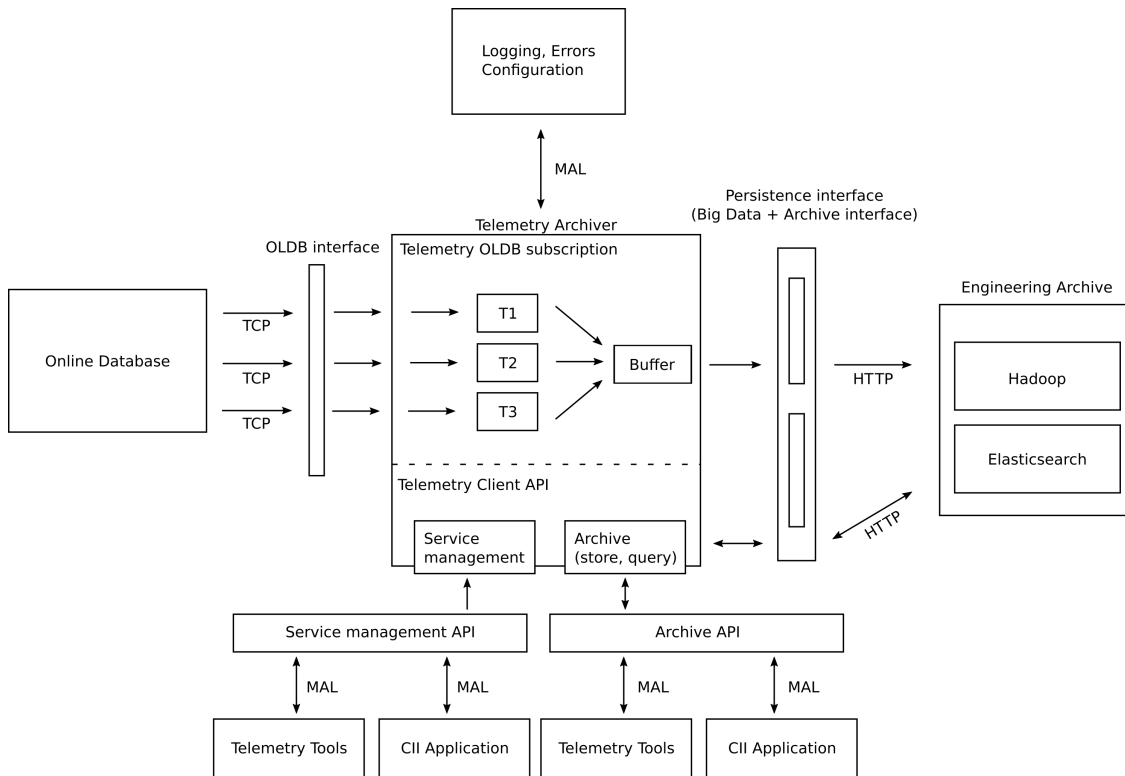 Logging, Errors
Configuration
MAL
Persistence interface
(Big Data + Archive interface)
Telemetry Archiver
OLDB interface
Telemetry OLDB subscription
Engineering Archive
T1
TCP
Online Database
T2
Buffer
TCP
HTTP
Hadoop
T3
TCP
Elasticsearch
Telemetry Client API
HTTP
Service
management
Archive
(store, query)
Service management API
Archive API
MAL
MAL
MAL
MAL
Telemetry Tools
CII Application
Telemetry Tools
CII Application